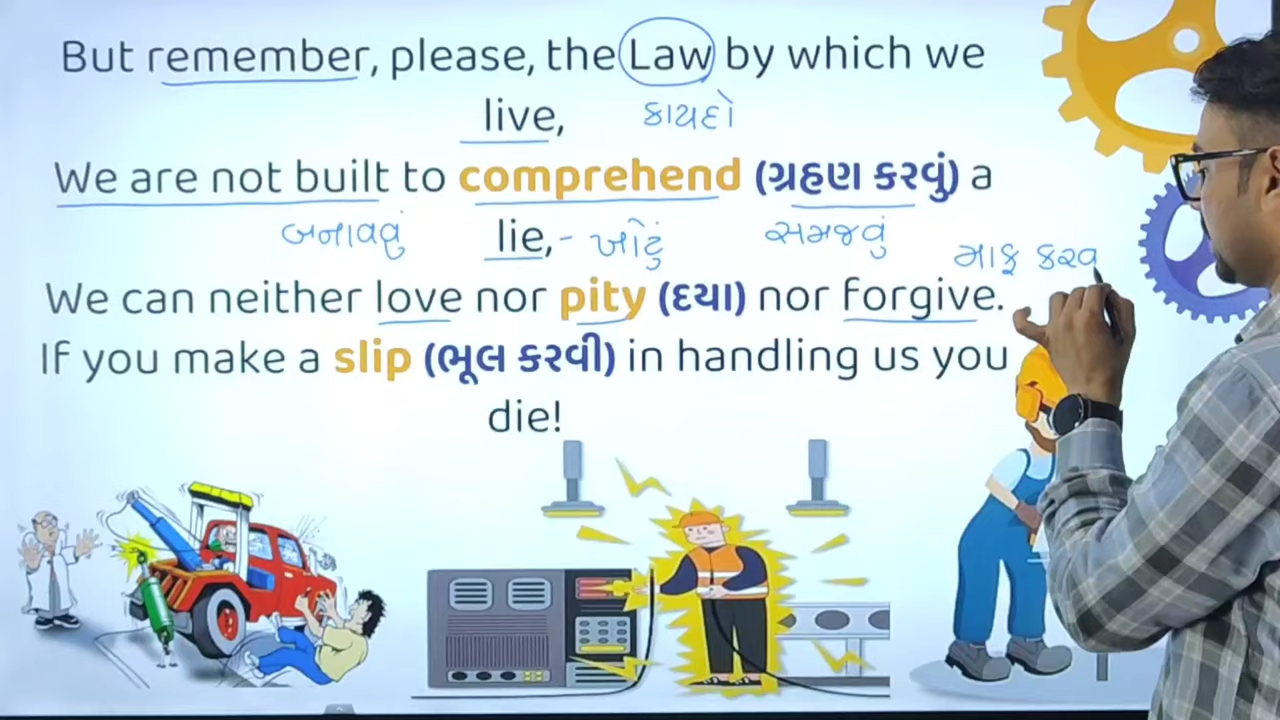 But remember, please, the Law by which we
live, કાયદો
We are not built to comprehend (ગ્રહણ કરવું) a
બનાવવું lie, - ખોટું સમજવું
માફ કરવ
We can neither love nor pity (દયા) nor forgive.
If you make a slip (ભૂલ કરવી) in handling us you
die!